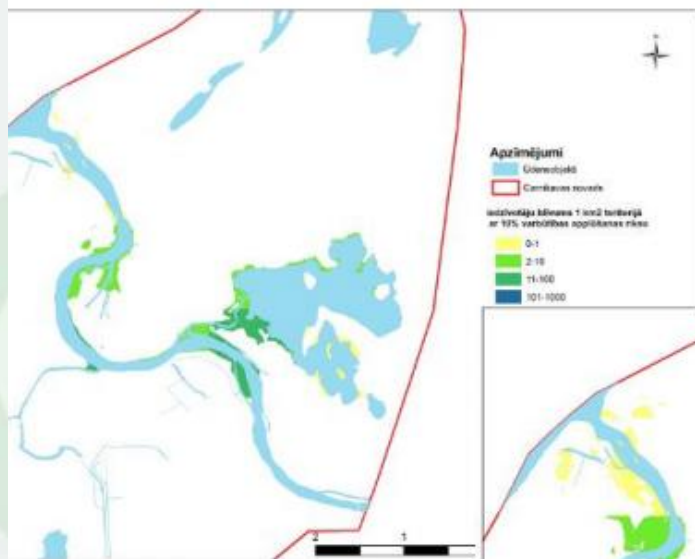 Apzīmējumi
Ūdensobjekti
Carnikavas novads
Iedzīvotāju blīvums 1 km2 teritorijā
ar 10% varbūtības applūšanas risku
0-1
2-10
11-100
101-1000
2
1